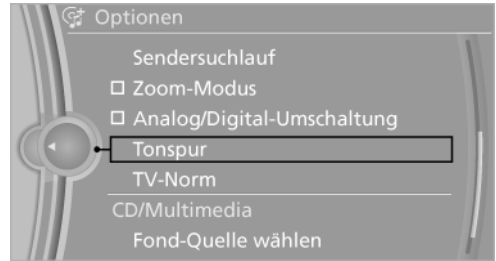 Optionen
Sendersuchlauf
Zoom-Modus
Analog/Digital-Umschaltung
Tonspur
TV-Norm
CD/Multimedia
Fond-Quelle wählen